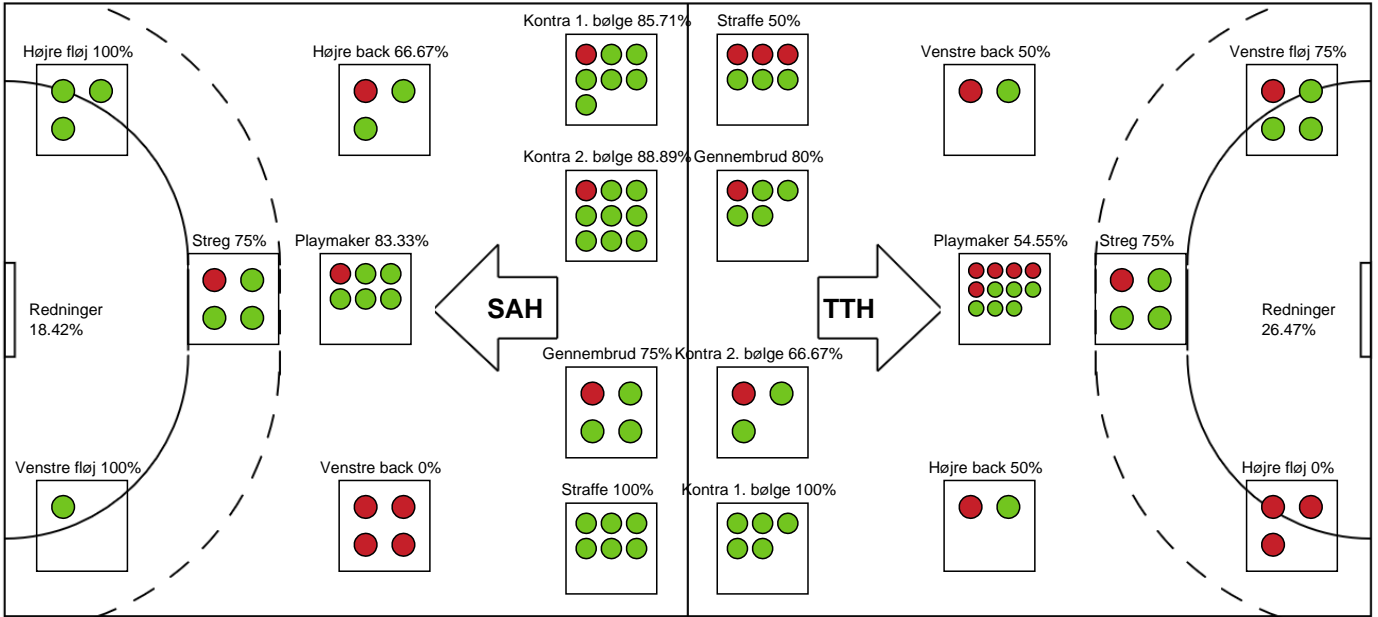 Kontra 1. bølge 85.71%
Straffe 50%
Højre fløj 100%
Højre back 66.67%
Venstre back 50%
Venstre fløj 75%
Kontra 2. bølge 88.89%
Gennembrud 80%
Streg 75%
Playmaker 83.33%
Playmaker 54.55%
Streg 75%
Redninger
18.42%
SAH
TTH
Redninger
26.47%
Gennembrud 75%
Kontra 2. bølge 66.67%
Venstre fløj 100%
Venstre back 0%
Straffe 100%
Kontra 1. bølge 100%
Højre back 50%
Højre fløj 0%